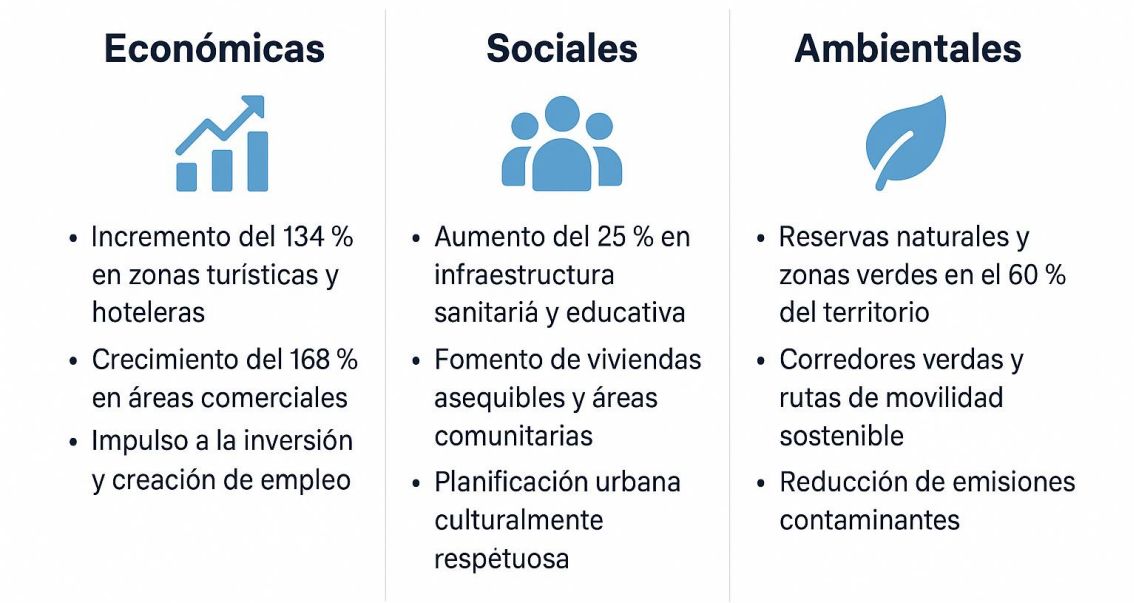 Económicas
• Incremento del 134 %
en zonas turísticas y
hoteleras
• Crecimiento del 168 %
en áreas comerciales
• Impulso a la inversión
y creación de empleo
Sociales
• Aumento del 25 % en
infraestructura
sanitariá y educativa
• Fomento de viviendas
asequibles y áreas
comunitarias
• Planificación urbana
culturalmente
respétuosa
Ambientales
• Reservas naturales y
zonas verdes en el 60 %
del territorio
• Corredores verdas y
rutas de movilidad
sostenible
• Reducción de emisiones
contaminantes